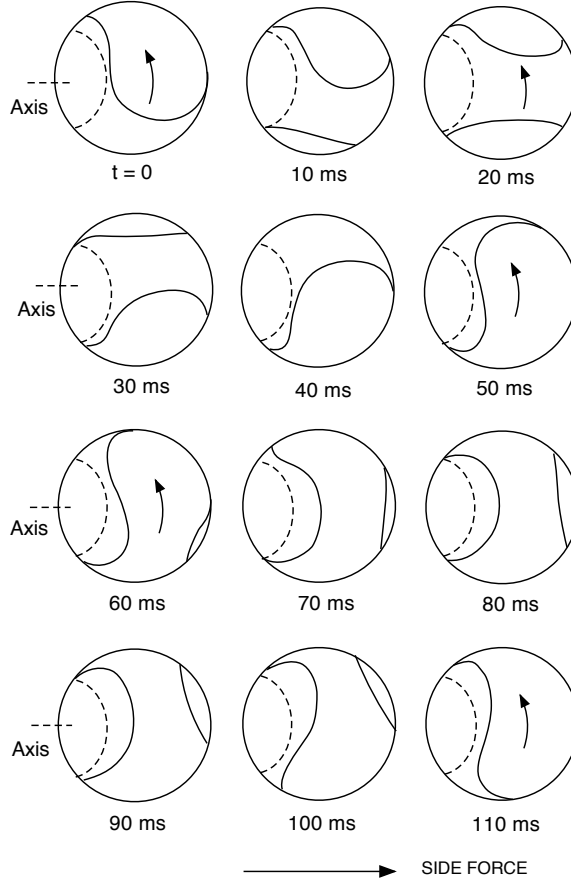 Axis
t = 0
10 ms
20 ms
Axis
30 ms
40 ms
50 ms
Axis
60 ms
70 ms
80 ms
Axis
90 ms
100 ms
110 ms
SIDE FORCE